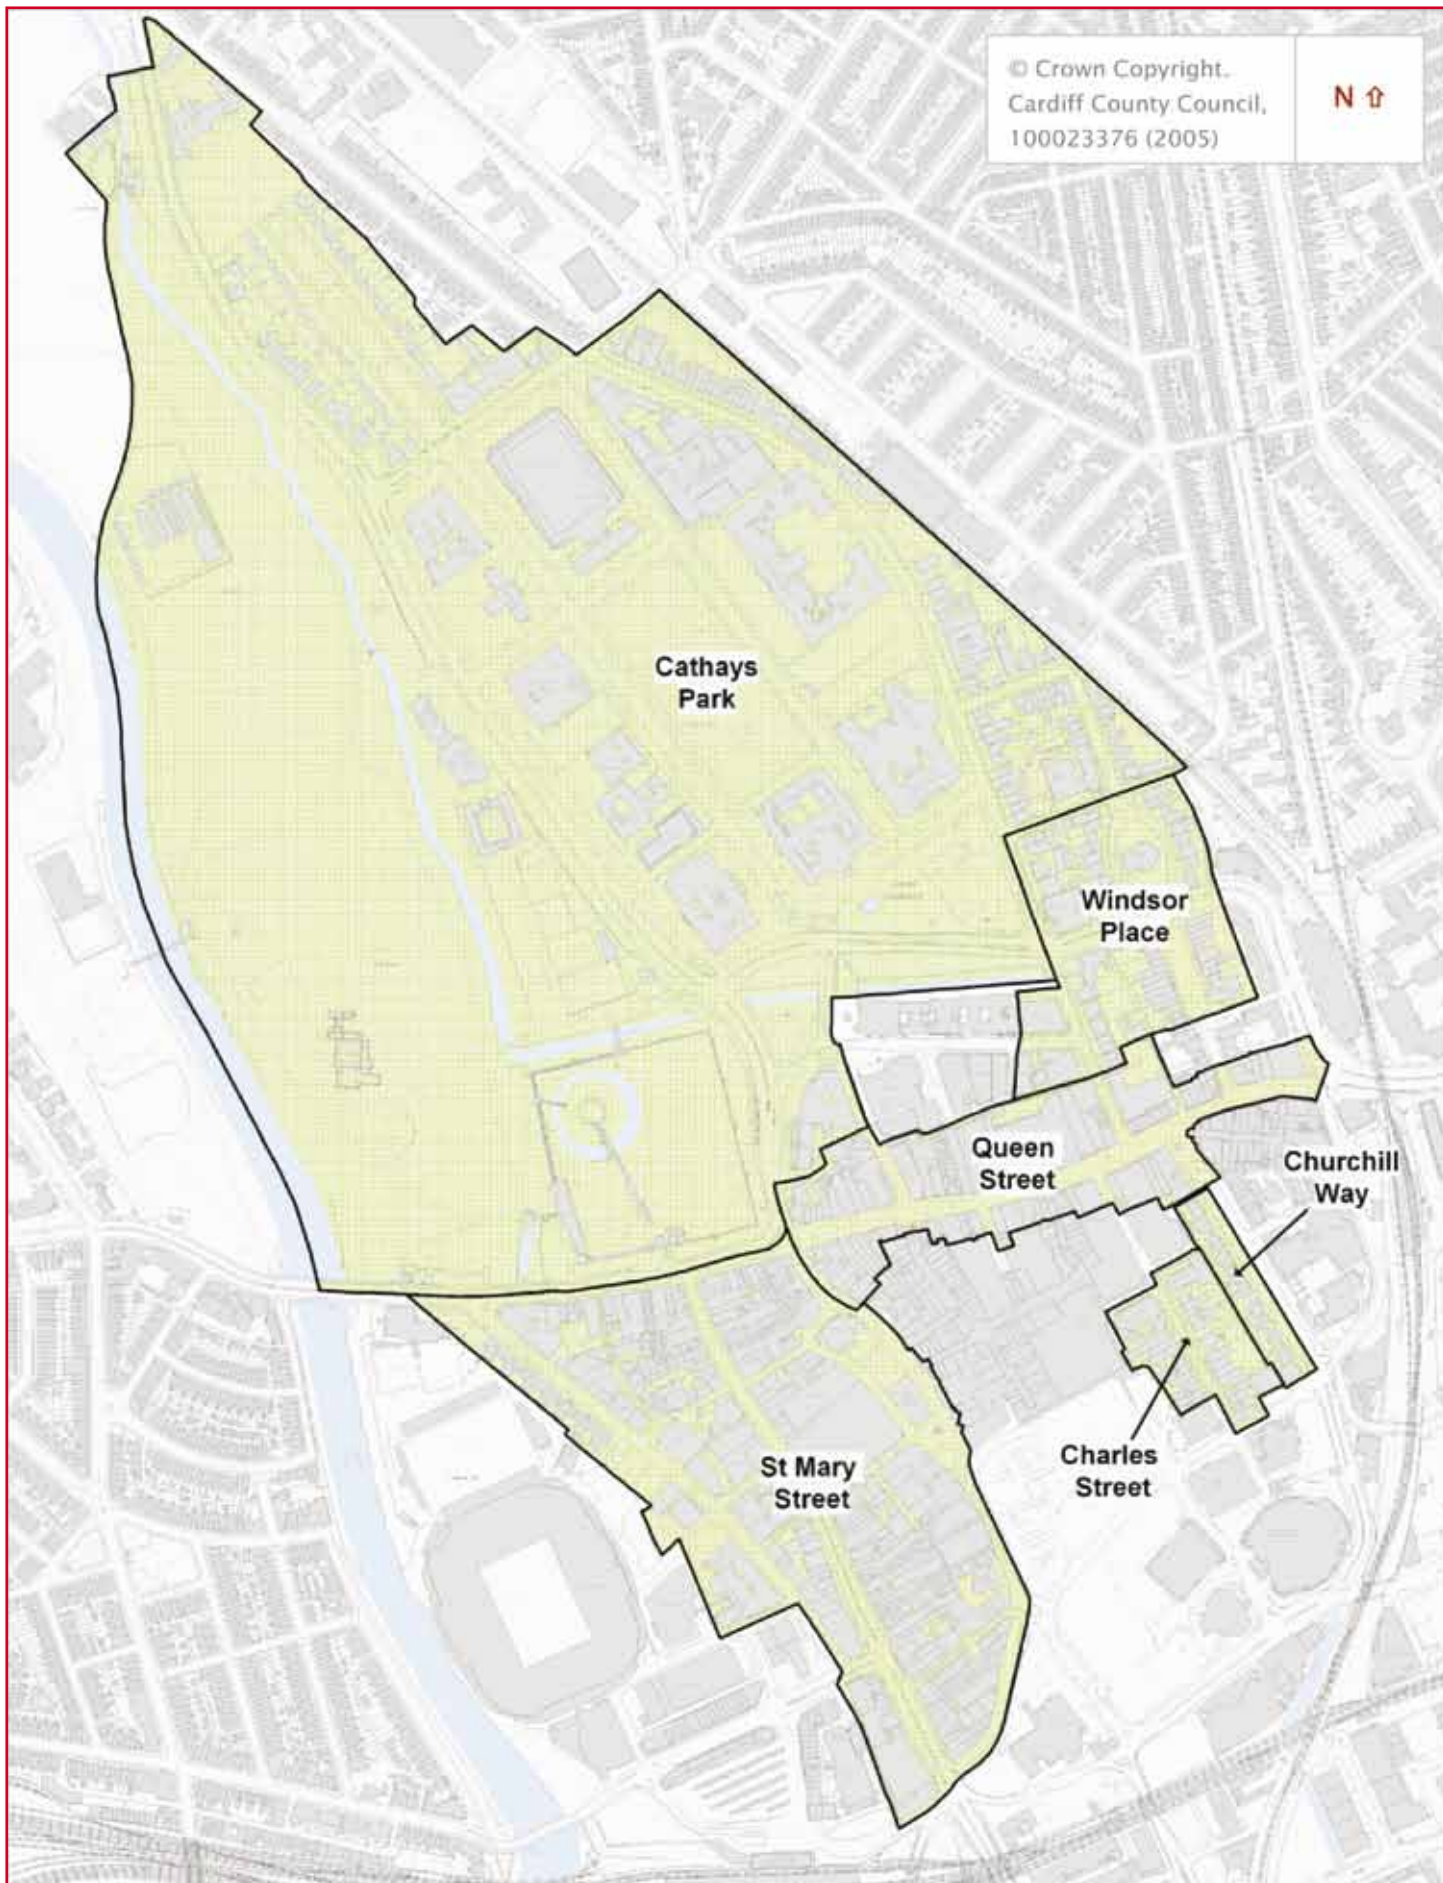 © Crown Copyright.
Cardiff County Council,
100023376 (2005)
N ⇧
Cathays
Park
Windsor
Place
Queen
Street
Churchill
Way
St Mary
Street
Charles
Street